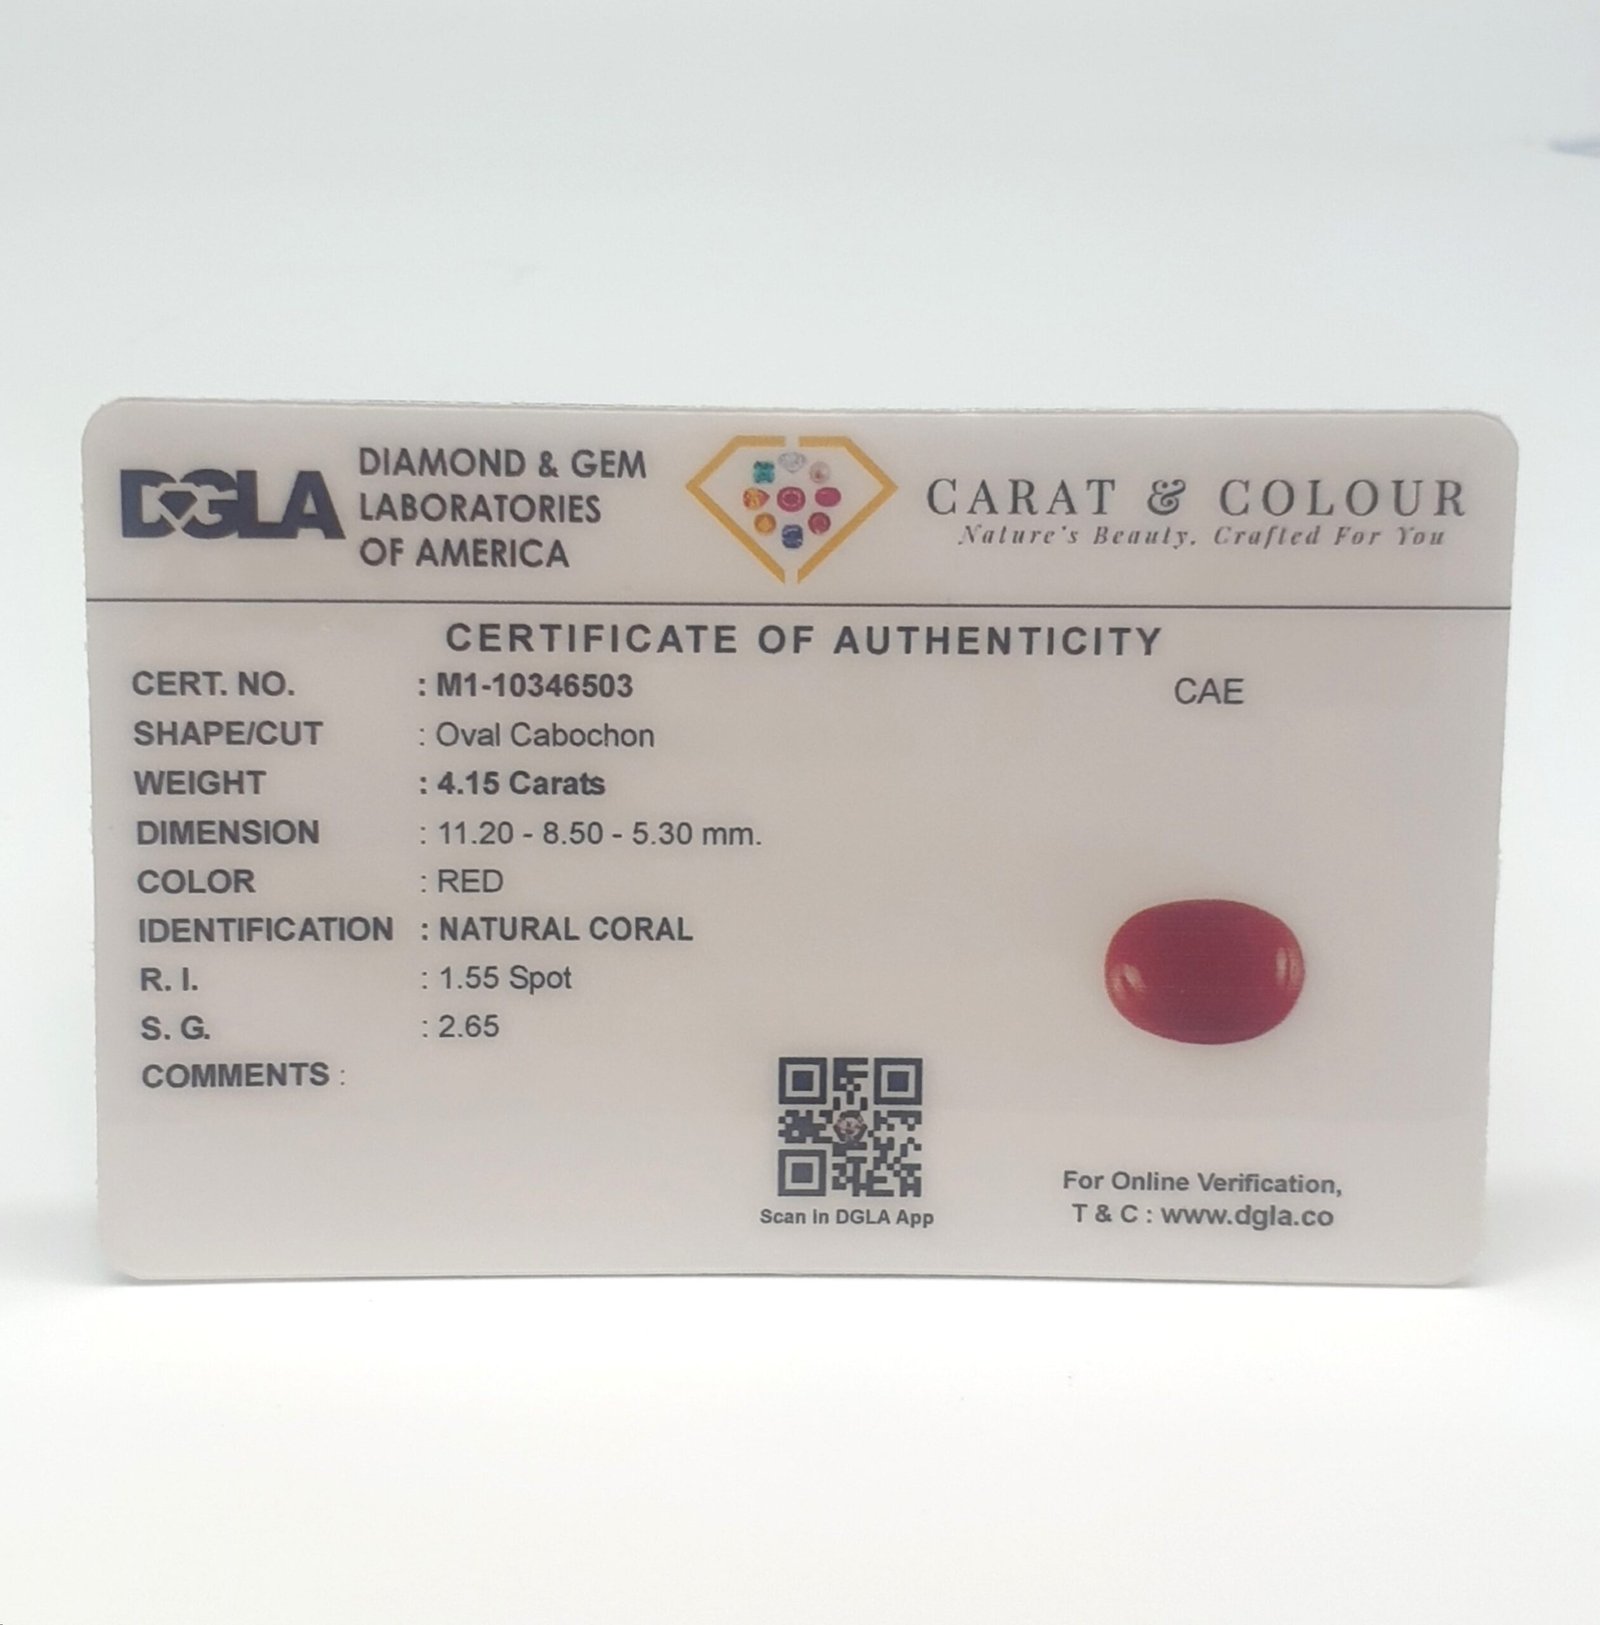 DGLA
DIAMOND & GEM
LABORATORIES
OF AMERICA
CARAT & COLOUR
Nature's Beauty, Crafted For You
CERTIFICATE OF AUTHENTICITY
CERT. NO. : M1-10346503
CAE
SHAPE/CUT : Oval Cabochon
WEIGHT : 4.15 Carats
DIMENSION : 11.20 - 8.50 - 5.30 mm.
COLOR : RED
IDENTIFICATION : NATURAL CORAL
R. I. : 1.55 Spot
S. G. : 2.65
COMMENTS :
Scan in DGLA App
For Online Verification,
T & C : www.dgla.co